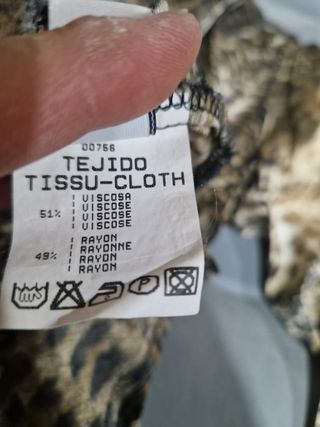 00756
TEJIDO
TISSU-CLOTH
VISCOSA
VISCOSE
51% VISCOSE
VISCOSE
RAYON
49% RAYONNE
RAYON
RAYON
P